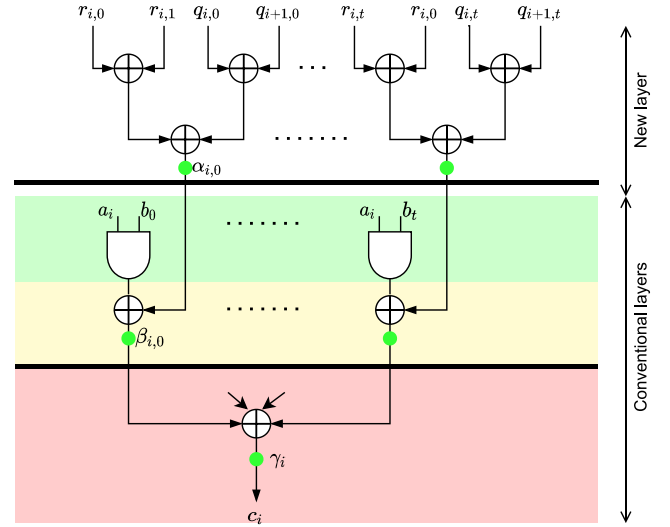 r_{i,0} r_{i,1} q_{i,0} q_{i+1,0} r_{i,t} r_{i,0} q_{i,t} q_{i+1,t}
New layer
α_{i,0}
a_i b_0 a_i b_t
β_{i,0}
Conventional layers
γ_i
c_i